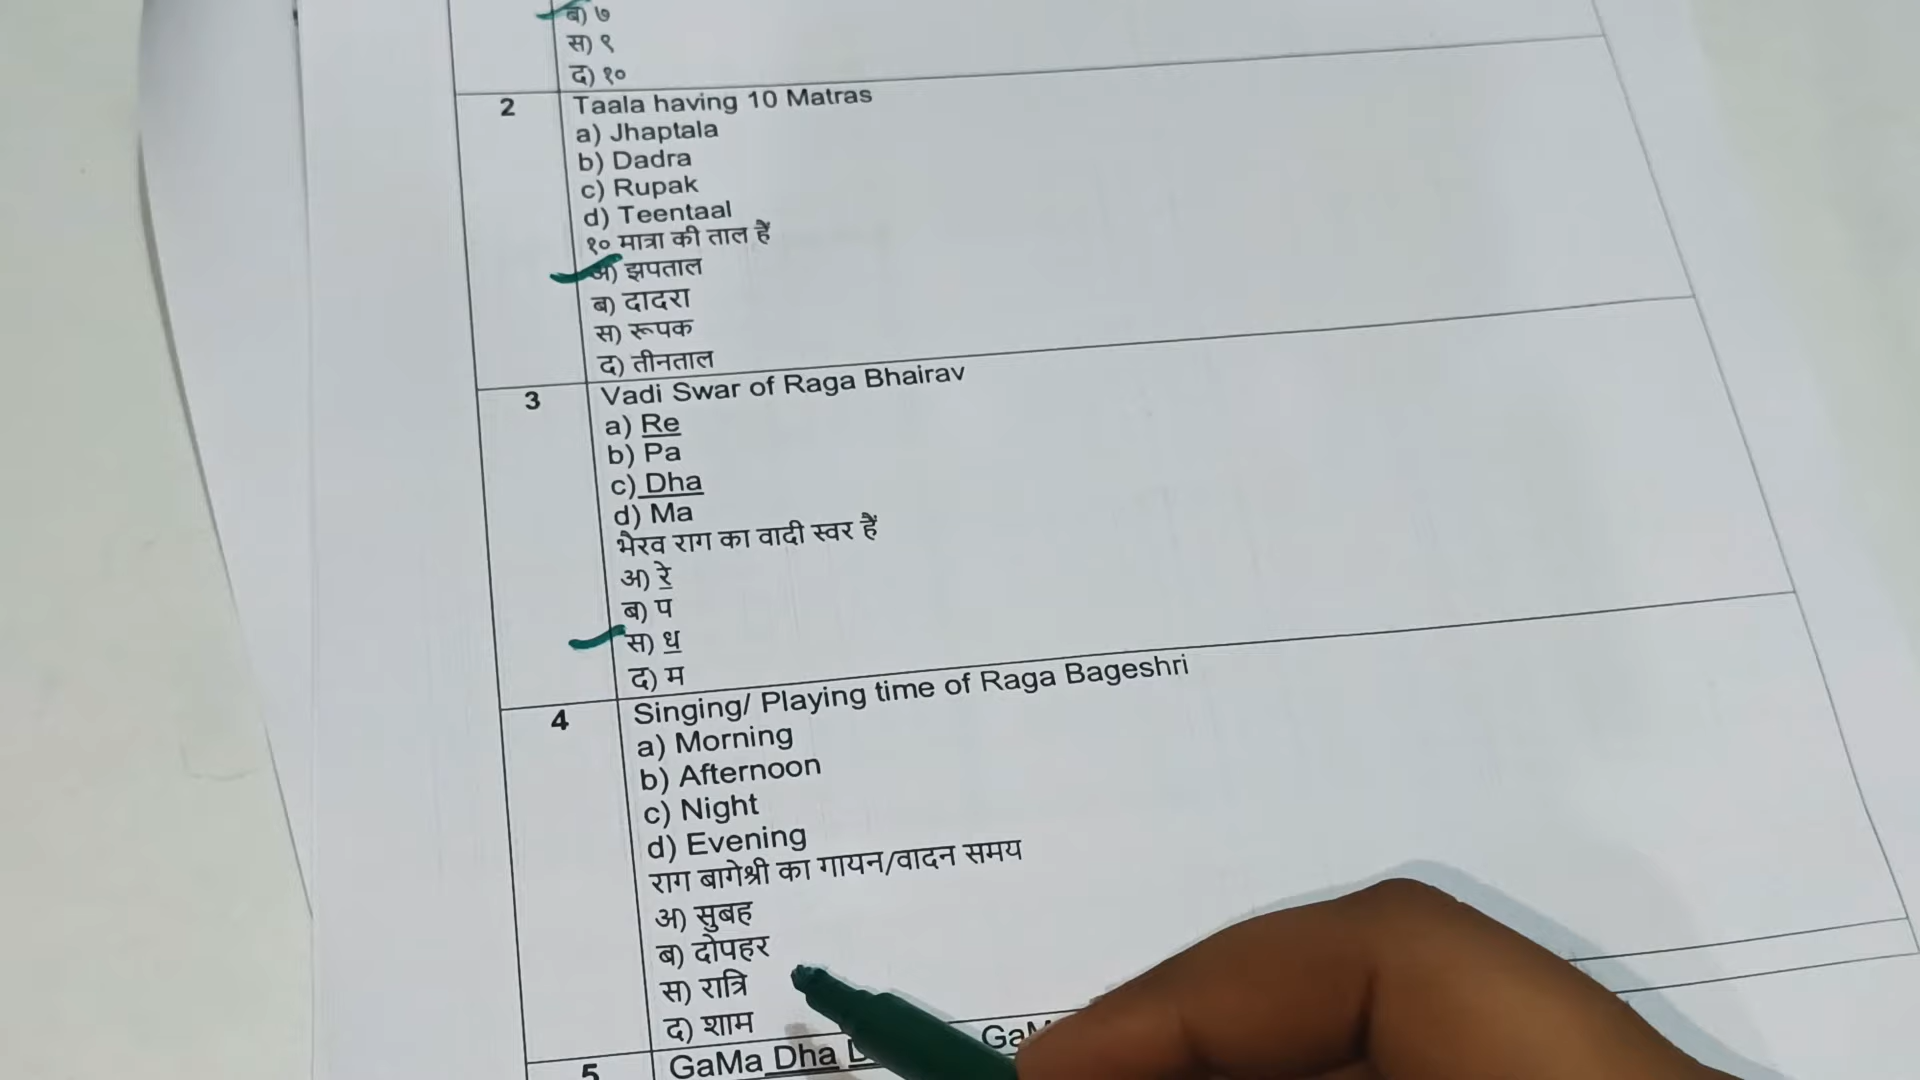 ब) ७
स) ९
द) १०
2
Taala having 10 Matras
a) Jhaptala
b) Dadra
c) Rupak
d) Teentaal
१० मात्रा की ताल हैं
अ) झपताल
ब) दादरा
स) रूपक
द) तीनताल
3
Vadi Swar of Raga Bhairav
a) Re
b) Pa
c) Dha
d) Ma
भैरव राग का वादी स्वर हैं
अ) रे
ब) प
स) ध
द) म
4
Singing/ Playing time of Raga Bageshri
a) Morning
b) Afternoon
c) Night
d) Evening
राग बागेश्री का गायन/वादन समय
अ) सुबह
ब) दोपहर
स) रात्रि
द) शाम
5
GaMa Dha